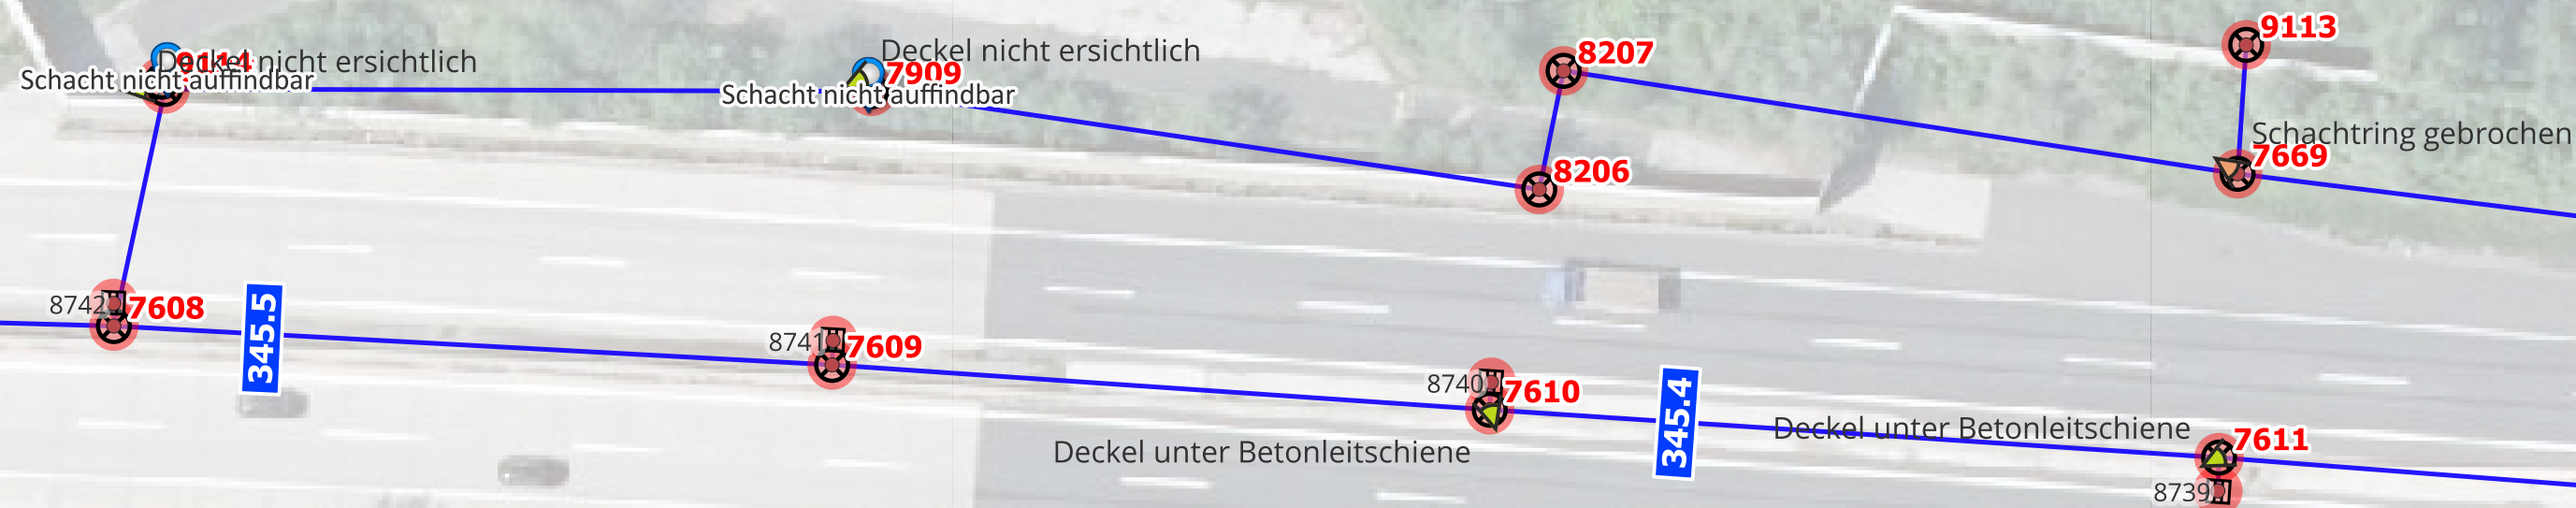 9113
Deckel nicht ersichtlich
8207
Deckel nicht ersichtlich
9114
7909
Schacht nicht auffindbar
Schacht nicht auffindbar
Schachtring gebrochen
7669
8206
8742
7608
345.5
8741
7609
8740
7610
345.4
Deckel unter Betonleitschiene
Deckel unter Betonleitschiene
7611
8739